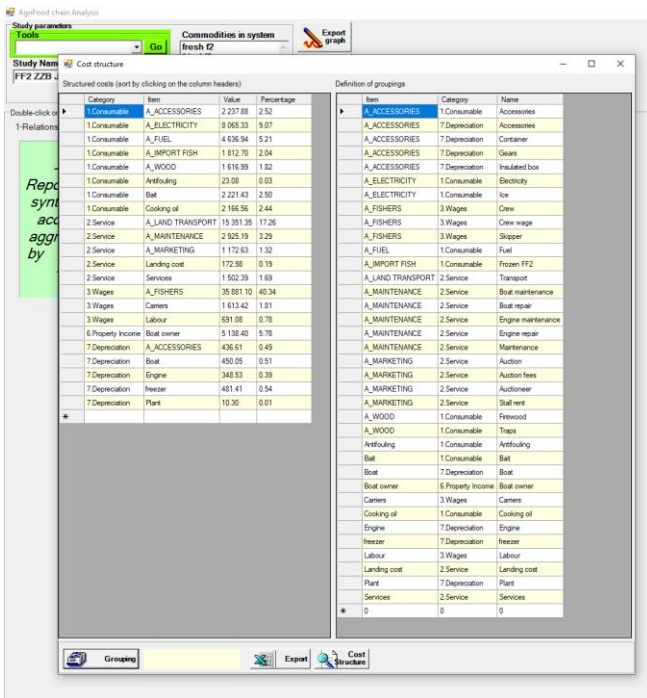 AgriFood chain Analysis
Study parameters
Tools
Go
Commodities in system
fresh f2
Export graph
Study Name
FF2 ZZB J
Double-click on
1-Relations
Repo
synt
acc
aggr
by
Cost structure
Structured costs (sort by clicking on the column headers)
Category Item Value Percentage
1.Consumable A_ACCESSORIES 2 237.88 2.52
1.Consumable A_ELECTRICITY 8 065.33 9.07
1.Consumable A_FUEL 4 636.94 5.21
1.Consumable A_IMPORT FISH 1 812.70 2.04
1.Consumable A_WOOD 1 616.99 1.82
1.Consumable Antifouling 23.08 0.03
1.Consumable Bait 2 221.43 2.50
1.Consumable Cooking oil 2 166.56 2.44
2.Service A_LAND TRANSPORT 15 351.35 17.26
2.Service A_MAINTENANCE 2 925.19 3.29
2.Service A_MARKETING 1 172.63 1.32
2.Service Landing cost 172.98 0.19
2.Service Services 1 502.39 1.69
3.Wages A_FISHERS 35 881.10 40.34
3.Wages Carriers 1 613.42 1.81
3.Wages Labour 691.08 0.78
6.Property Income Boat owner 5 138.40 5.78
7.Depreciation A_ACCESSORIES 436.61 0.49
7.Depreciation Boat 450.05 0.51
7.Depreciation Engine 348.53 0.39
7.Depreciation freezer 481.41 0.54
7.Depreciation Plant 10.30 0.01
Definition of groupings
Item Category Name
A_ACCESSORIES 1.Consumable Accessories
A_ACCESSORIES 7.Depreciation Accessories
A_ACCESSORIES 7.Depreciation Container
A_ACCESSORIES 7.Depreciation Gears
A_ACCESSORIES 7.Depreciation Insulated box
A_ELECTRICITY 1.Consumable Electricity
A_ELECTRICITY 1.Consumable Ice
A_FISHERS 3.Wages Crew
A_FISHERS 3.Wages Crew wage
A_FISHERS 3.Wages Skipper
A_FUEL 1.Consumable Fuel
A_IMPORT FISH 1.Consumable Frozen FF2
A_LAND TRANSPORT 2.Service Transport
A_MAINTENANCE 2.Service Boat maintenance
A_MAINTENANCE 2.Service Boat repair
A_MAINTENANCE 2.Service Engine maintenance
A_MAINTENANCE 2.Service Engine repair
A_MAINTENANCE 2.Service Maintenance
A_MARKETING 2.Service Auction
A_MARKETING 2.Service Auction fees
A_MARKETING 2.Service Auctioneer
A_MARKETING 2.Service Stall rent
A_WOOD 1.Consumable Firewood
A_WOOD 1.Consumable Traps
Antifouling 1.Consumable Antifouling
Bait 1.Consumable Bait
Boat 7.Depreciation Boat
Boat owner 6.Property Income Boat owner
Carriers 3.Wages Carriers
Cooking oil 1.Consumable Cooking oil
Engine 7.Depreciation Engine
freezer 7.Depreciation freezer
Labour 3.Wages Labour
Landing cost 2.Service Landing cost
Plant 7.Depreciation Plant
Services 2.Service Services
0 0 0
Grouping
Export
Cost Structure